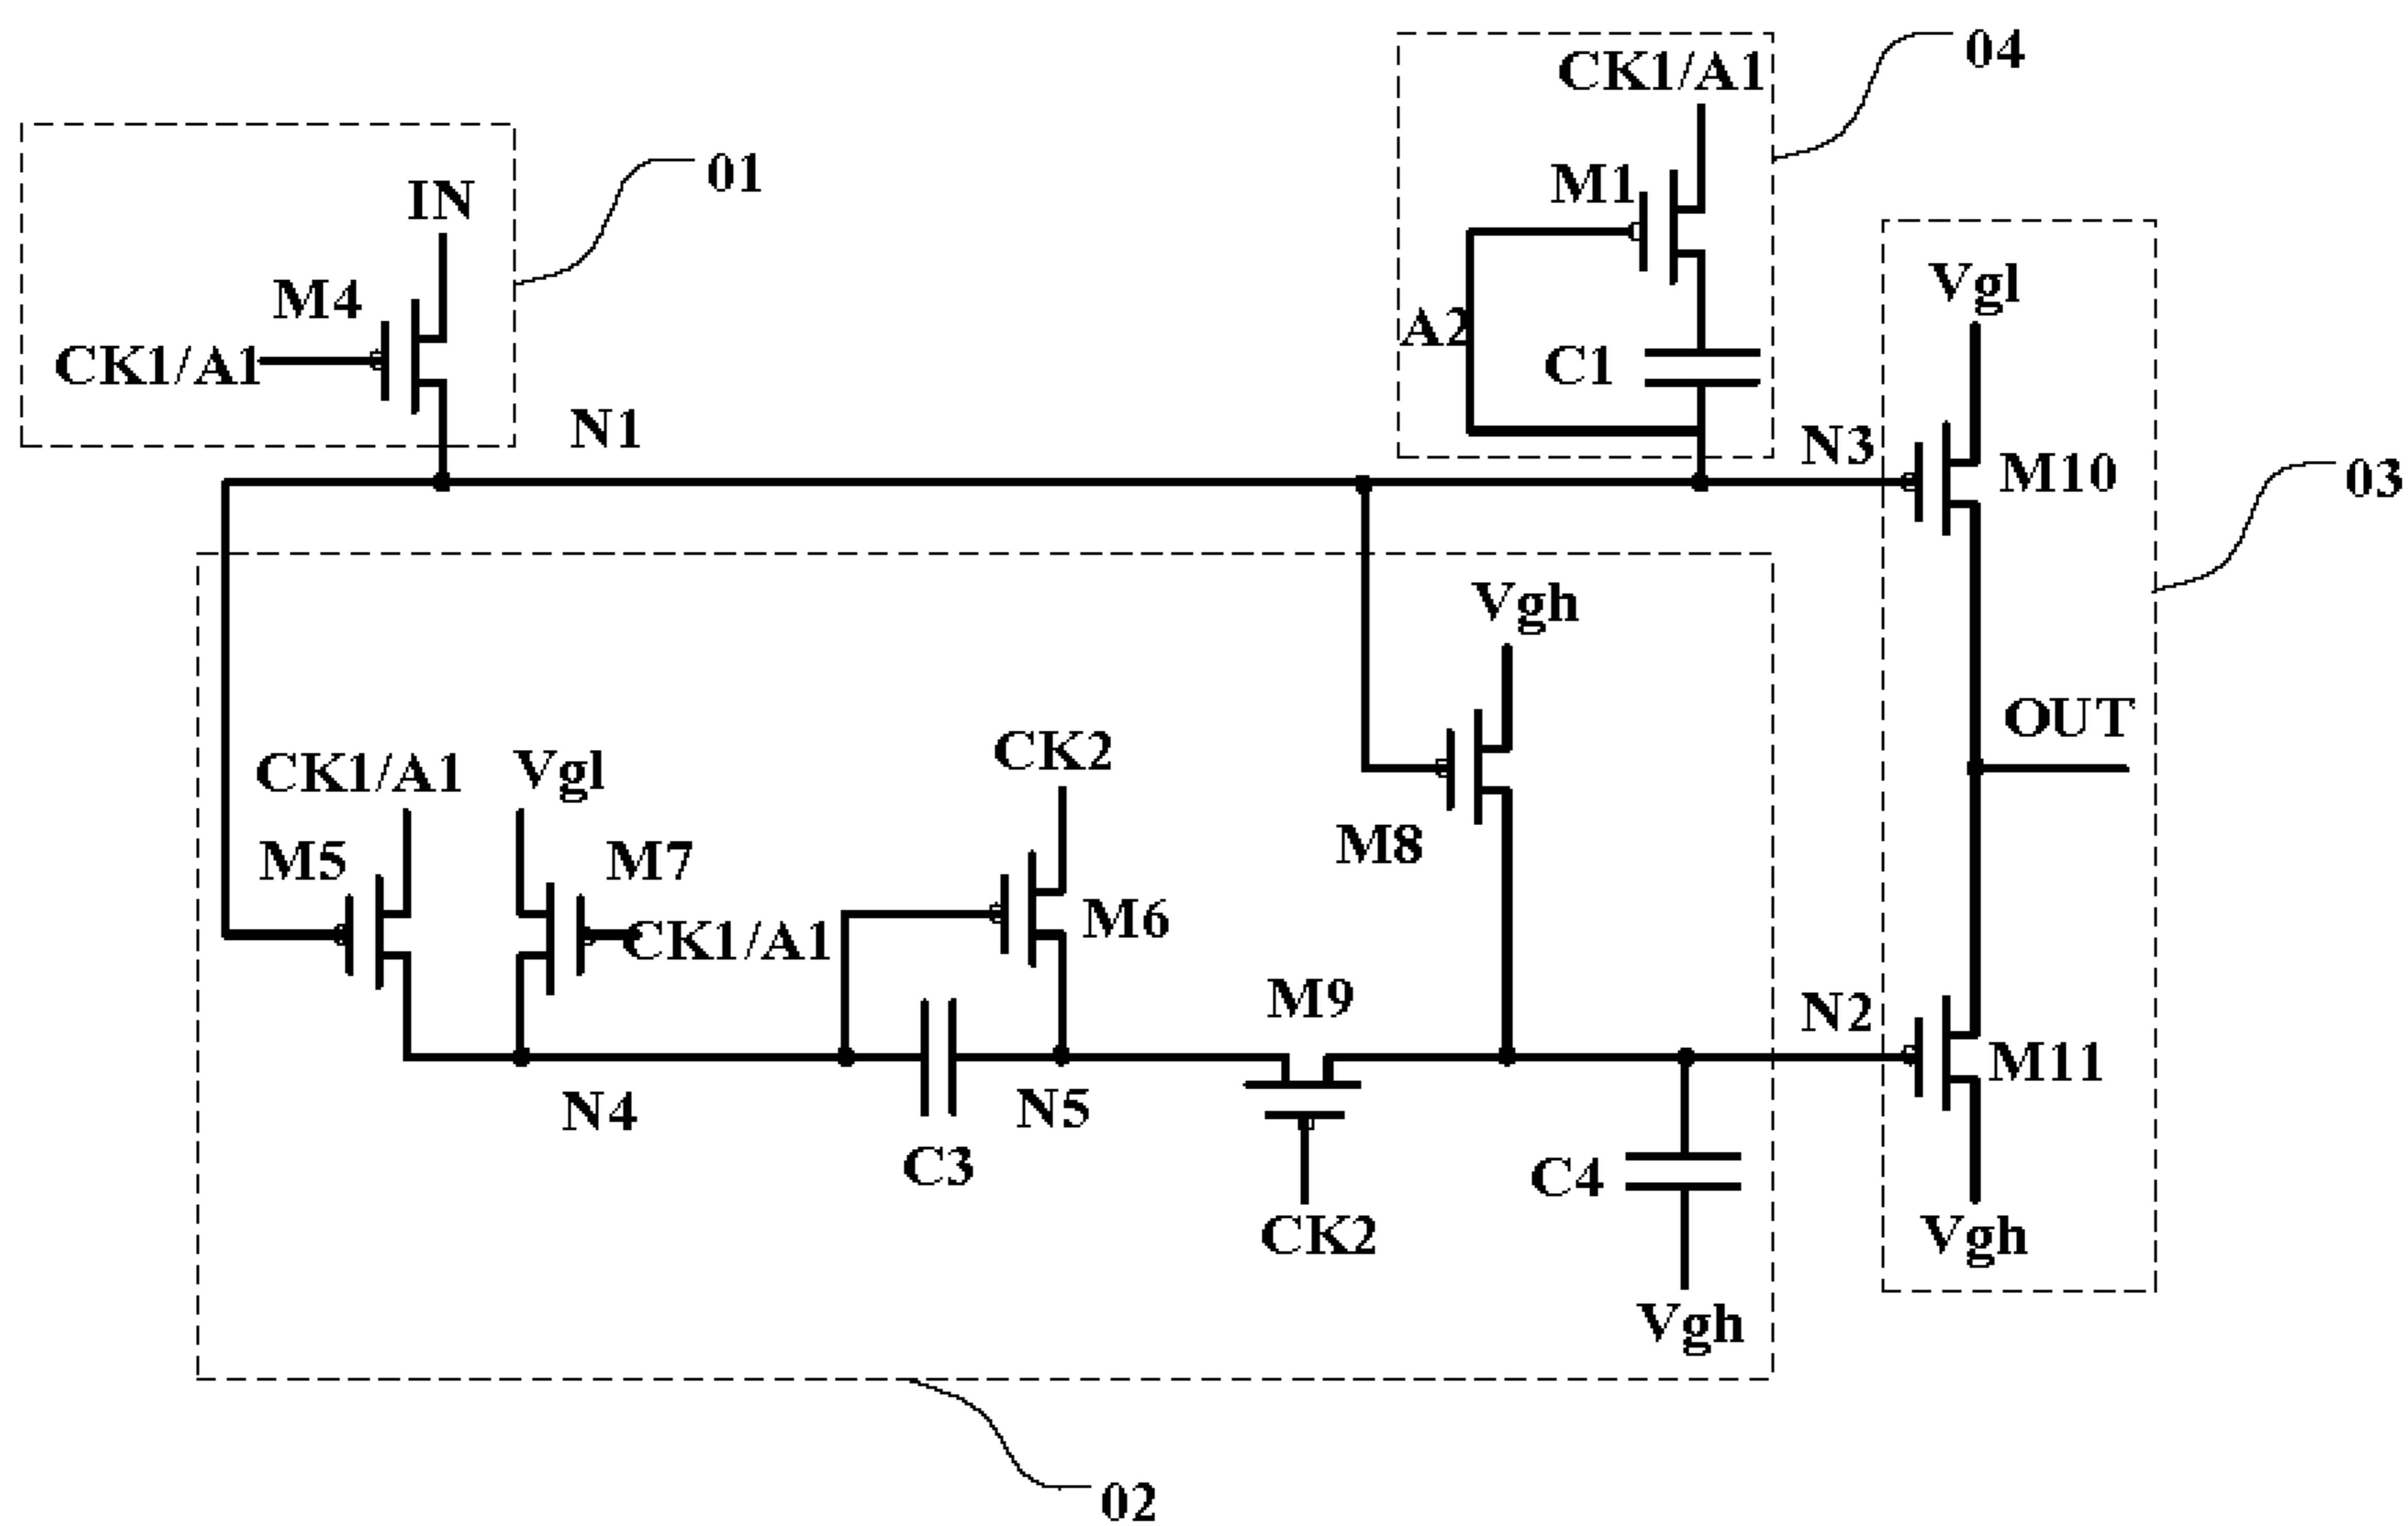 04
CK1/A1
M1
01
IN
A2
C1
M4
CK1/A1
N1
N3
Vgl
M10
03
Vgh
OUT
CK2
CK1/A1
Vgl
M8
M5
M7
CK1/A1
M6
M9
N2
M11
N4
N5
C3
C4
CK2
Vgh
Vgh
02